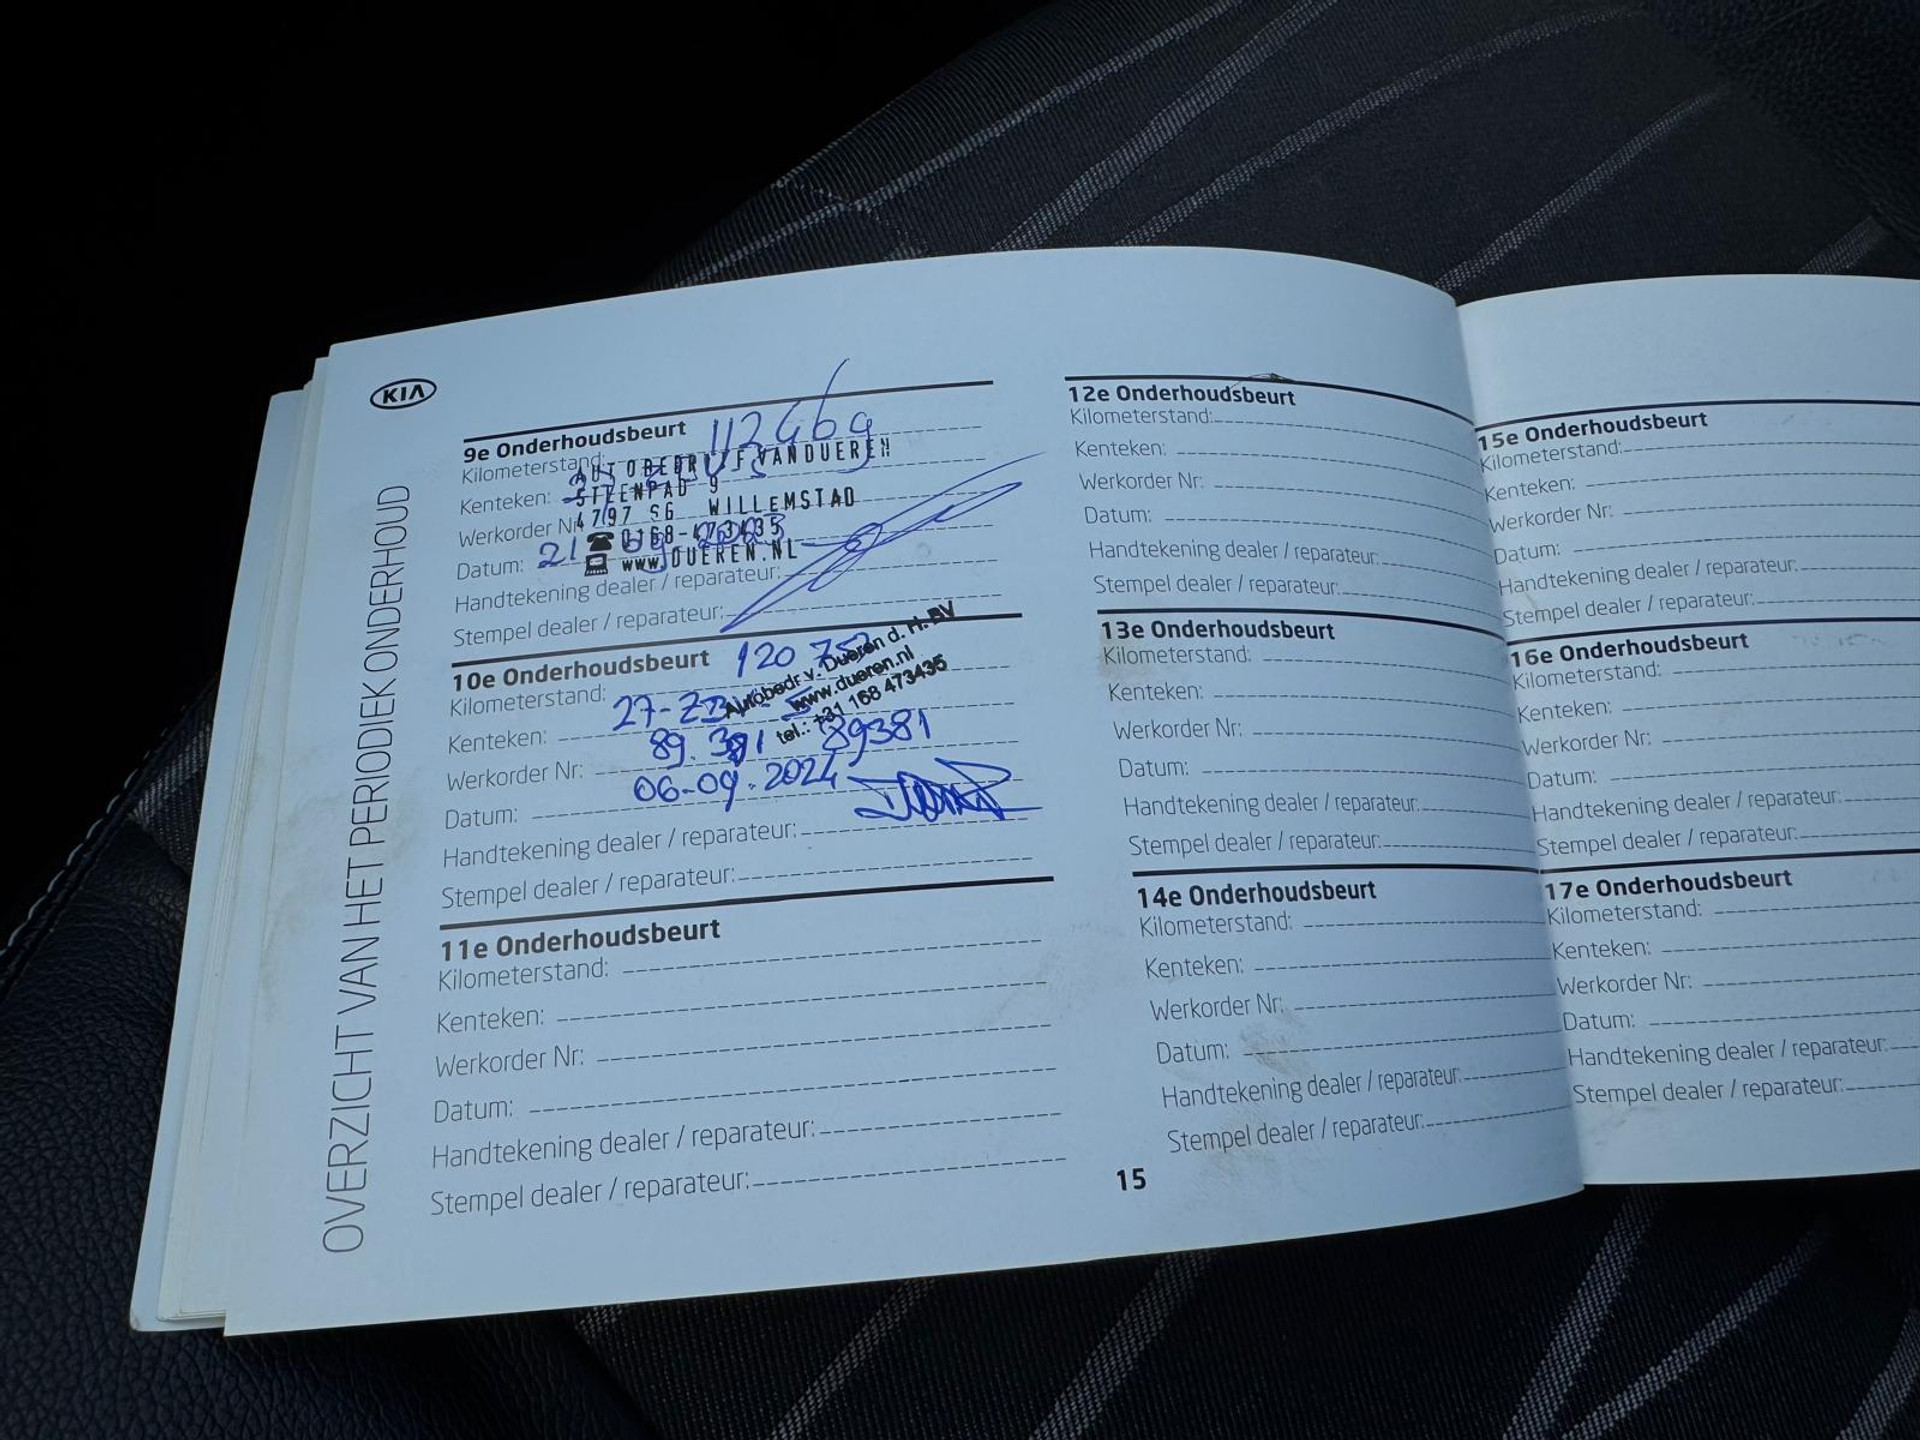 KIA
OVERZICHT VAN HET PERIODIEK ONDERHOUD
9e Onderhoudsbeurt
112469
Kilometerstand:
AUTOBEDRIJF VANDUEREN
Kenteken:
STEENPAD 9
4797 SG WILLEMSTAD
Werkorder Nr
0168-473435
Datum: 21 09 2023
www.DUEREN.NL
Handtekening dealer / reparateur:
Stempel dealer / reparateur:
10e Onderhoudsbeurt
120 757
Kilometerstand:
Autobedr v. Dueren d. H. BV
www.dueren.nl
tel.: +31 168 473435
Kenteken: 27-ZB
Werkorder Nr: 89381
Datum: 06-09-2024
Handtekening dealer / reparateur:
Stempel dealer / reparateur:
11e Onderhoudsbeurt
Kilometerstand:
Kenteken:
Werkorder Nr:
Datum:
Handtekening dealer / reparateur:
Stempel dealer / reparateur:
12e Onderhoudsbeurt
Kilometerstand:
Kenteken:
Werkorder Nr:
Datum:
Handtekening dealer / reparateur:
Stempel dealer / reparateur:
13e Onderhoudsbeurt
Kilometerstand:
Kenteken:
Werkorder Nr:
Datum:
Handtekening dealer / reparateur:
Stempel dealer / reparateur:
14e Onderhoudsbeurt
Kilometerstand:
Kenteken:
Werkorder Nr:
Datum:
Handtekening dealer / reparateur:
Stempel dealer / reparateur:
15
15e Onderhoudsbeurt
Kilometerstand:
Kenteken:
Werkorder Nr:
Datum:
Handtekening dealer / reparateur:
Stempel dealer / reparateur:
16e Onderhoudsbeurt
Kilometerstand:
Kenteken:
Werkorder Nr:
Datum:
Handtekening dealer / reparateur:
Stempel dealer / reparateur:
17e Onderhoudsbeurt
Kilometerstand:
Kenteken:
Werkorder Nr:
Datum:
Handtekening dealer / reparateur:
Stempel dealer / reparateur: